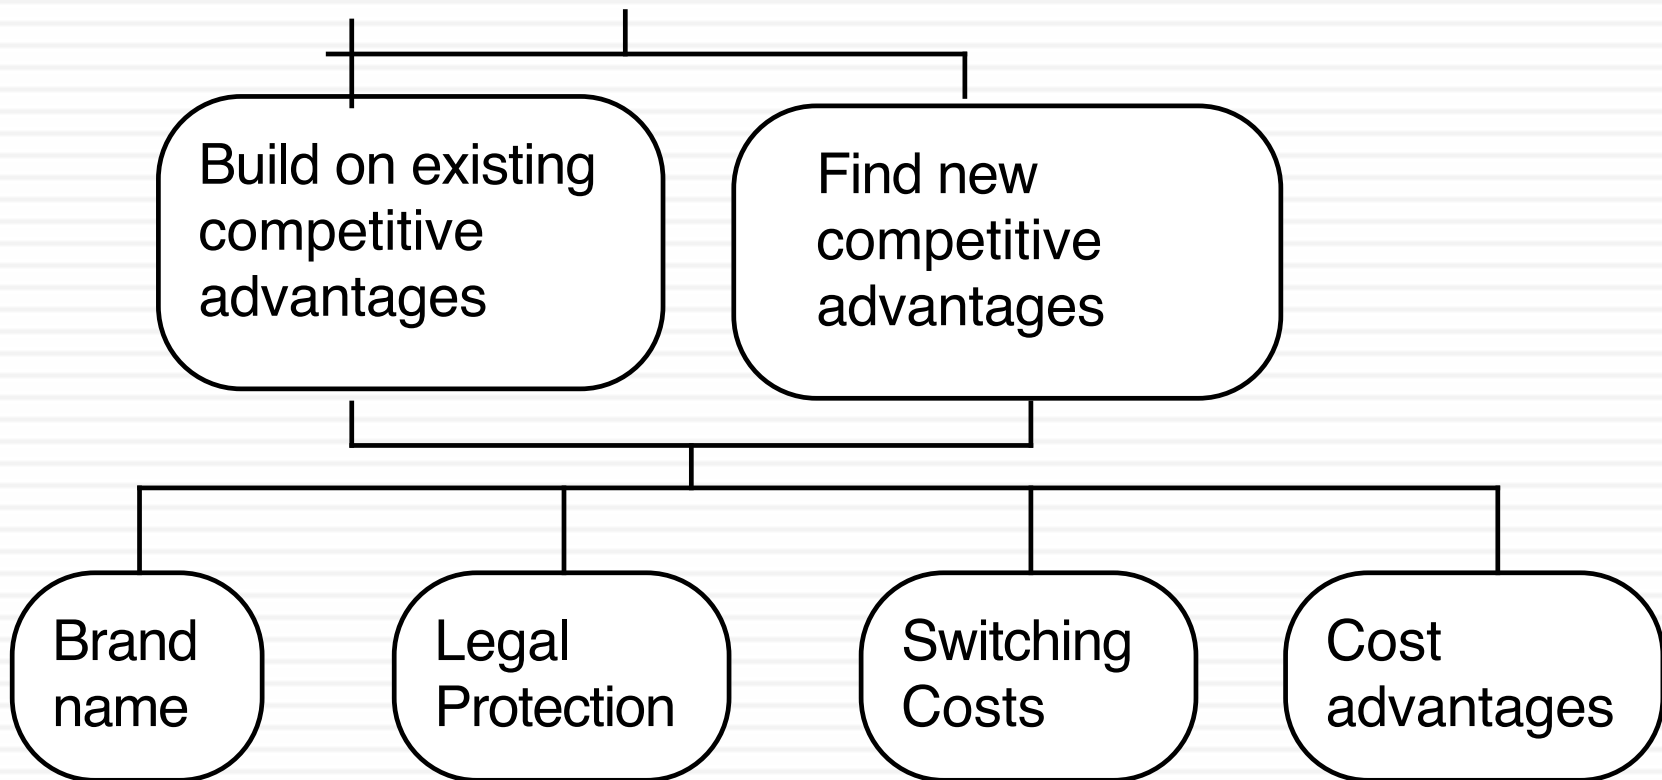 Build on existing
competitive
advantages
Find new
competitive
advantages
Brand
name
Legal
Protection
Switching
Costs
Cost
advantages